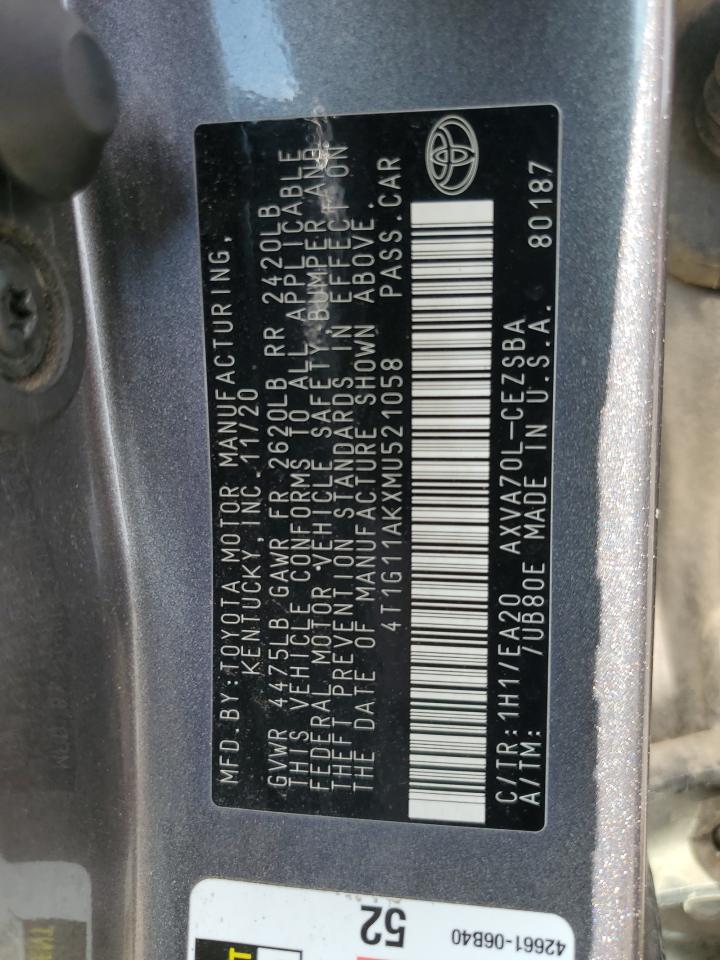 MFD.BY:TOYOTA MOTOR MANUFACTURING,
KENTUCKY, INC. 11/20
GVWR 4475LB GAWR FR 2620LB RR 2420LB
THIS VEHICLE CONFORMS TO ALL APPLICABLE
FEDERAL MOTOR VEHICLE SAFETY, BUMPER, AND
THEFT PREVENTION STANDARDS IN EFFECT ON
THE DATE OF MANUFACTURE SHOWN ABOVE.
4T1G11AKXMU521058 PASS.CAR
C/TR:1H1/EA20 AXVA70L-CEZSBA
A/TM: /UB80E MADE IN U.S.A. 80187
52
42661-06B40